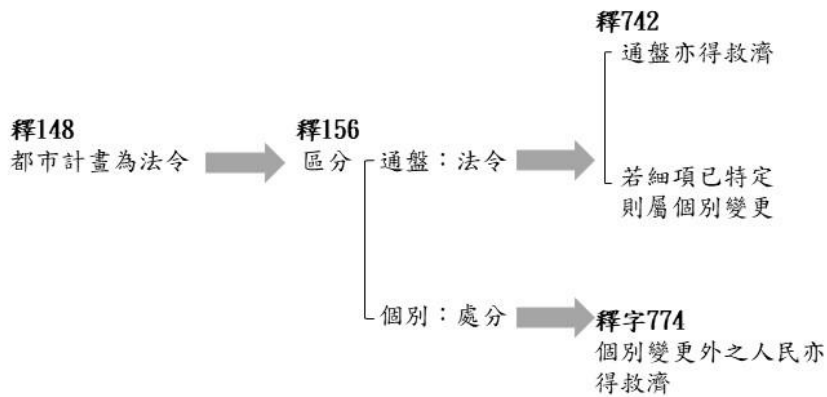 釋148
都市計畫為法令
釋156
區分
通盤：法令
個別：處分
釋742
通盤亦得救濟
若細項已特定
則屬個別變更
釋字774
個別變更外之人民亦
得救濟